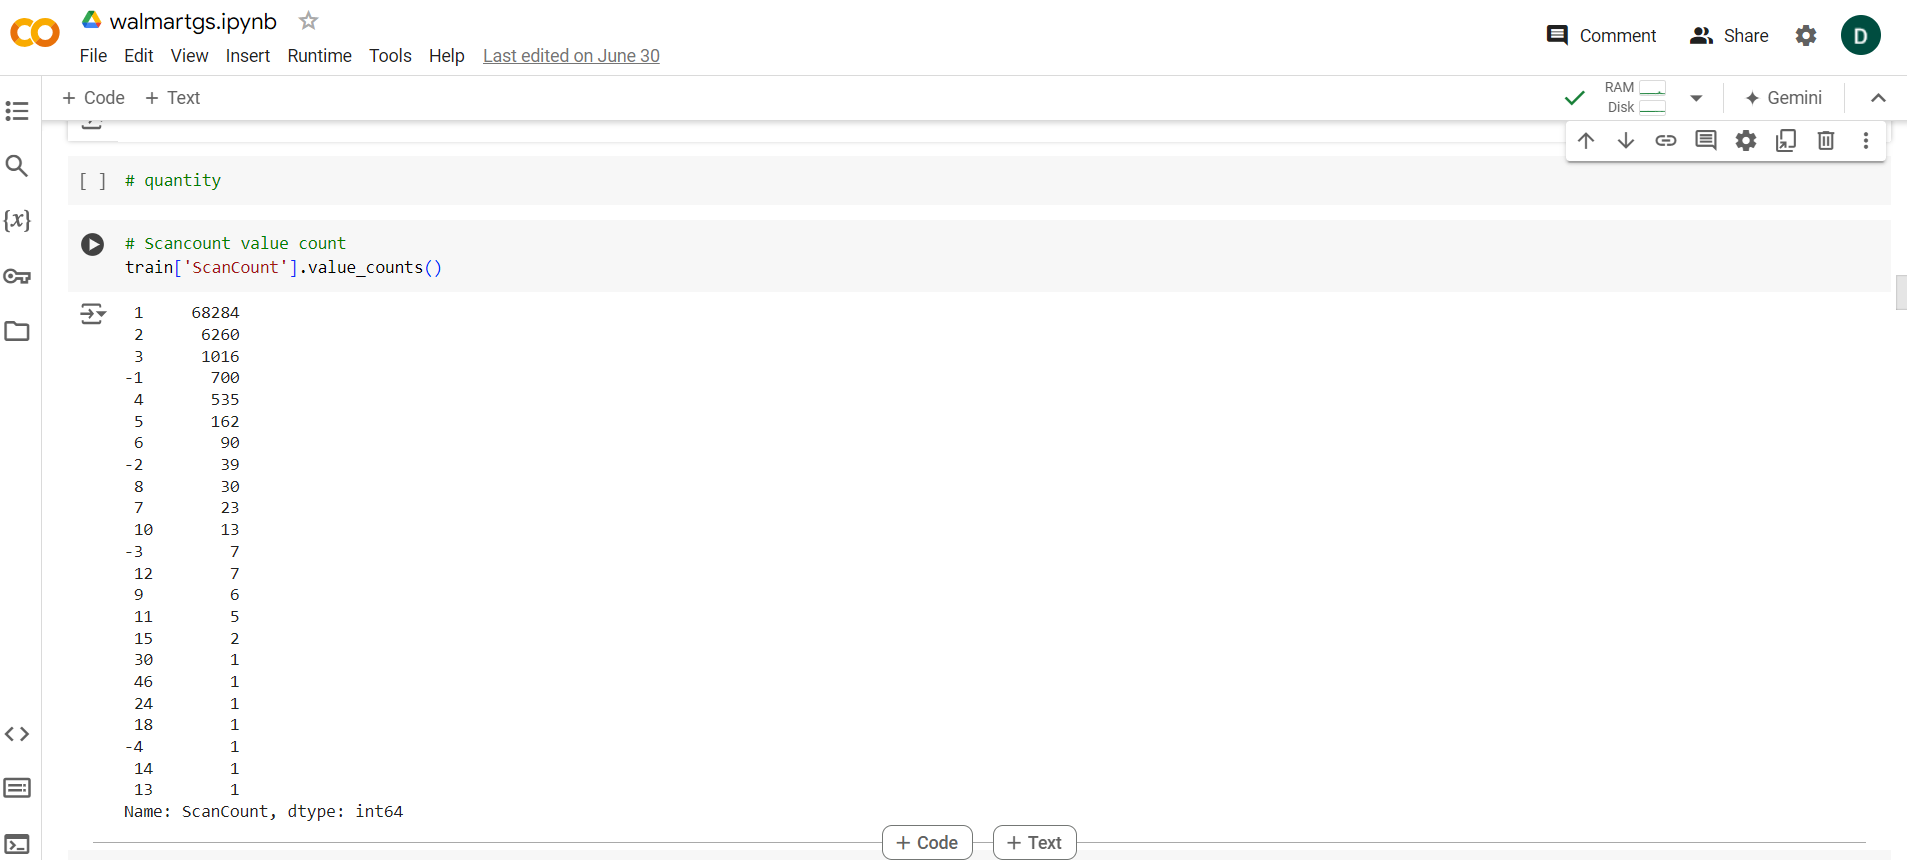 walmartgs.ipynb
File Edit View Insert Runtime Tools Help Last edited on June 30
Comment Share D
+ Code + Text
RAM
Disk
Gemini
[ ] # quantity
# Scancount value count
train['ScanCount'].value_counts()
1 68284
2 6260
3 1016
-1 700
4 535
5 162
6 90
-2 39
8 30
7 23
10 13
-3 7
12 7
9 6
11 5
15 2
30 1
46 1
24 1
18 1
-4 1
14 1
13 1
Name: ScanCount, dtype: int64
+ Code + Text